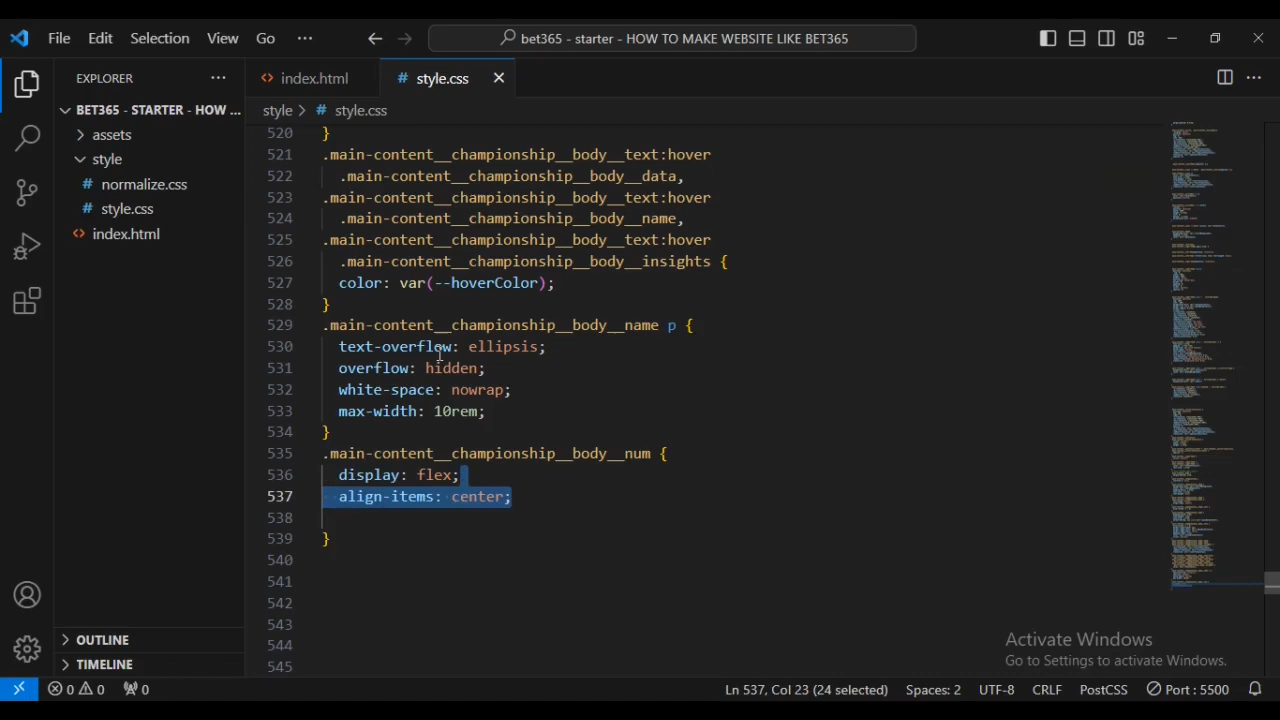 File Edit Selection View Go ··· bet365 - starter - HOW TO MAKE WEBSITE LIKE BET365
EXPLORER ···
BET365 - STARTER - HOW ...
assets
style
# normalize.css
# style.css
<> index.html
OUTLINE
TIMELINE
<> index.html # style.css
style > # style.css
520 }
521 .main-content__championship__body__text:hover
522 .main-content__championship__body__data,
523 .main-content__championship__body__text:hover
524 .main-content__championship__body__name,
525 .main-content__championship__body__text:hover
526 .main-content__championship__body__insights {
527 color: var(--hoverColor);
528 }
529 .main-content__championship__body__name p {
530 text-overflow: ellipsis;
531 overflow: hidden;
532 white-space: nowrap;
533 max-width: 10rem;
534 }
535 .main-content__championship__body__num {
536 display: flex;
537 align-items: center;
538
539 }
540
541
542
543
544
545
Activate Windows
Go to Settings to activate Windows.
0 0 0 Ln 537, Col 23 (24 selected) Spaces: 2 UTF-8 CRLF PostCSS Port : 5500